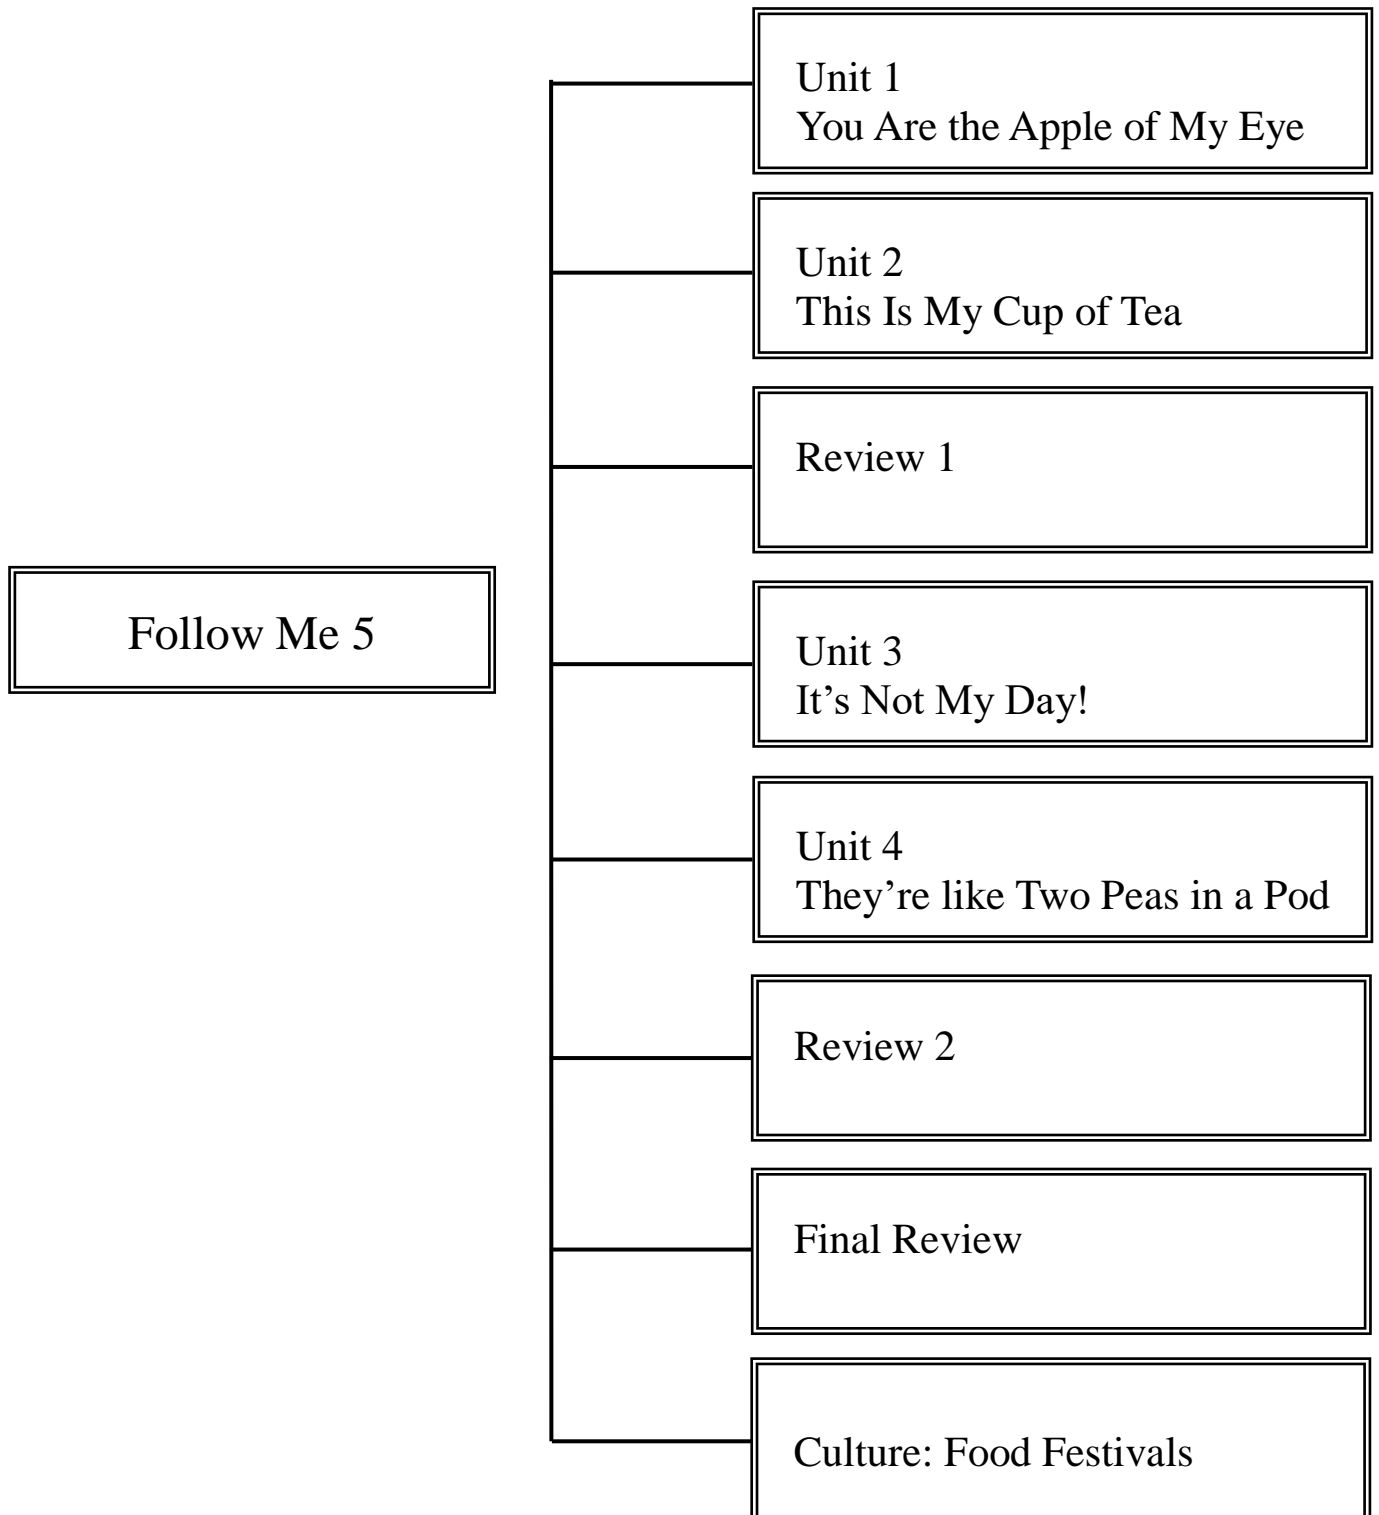 Follow Me 5
Unit 1
You Are the Apple of My Eye
Unit 2
This Is My Cup of Tea
Review 1
Unit 3
It’s Not My Day!
Unit 4
They’re like Two Peas in a Pod
Review 2
Final Review
Culture: Food Festivals